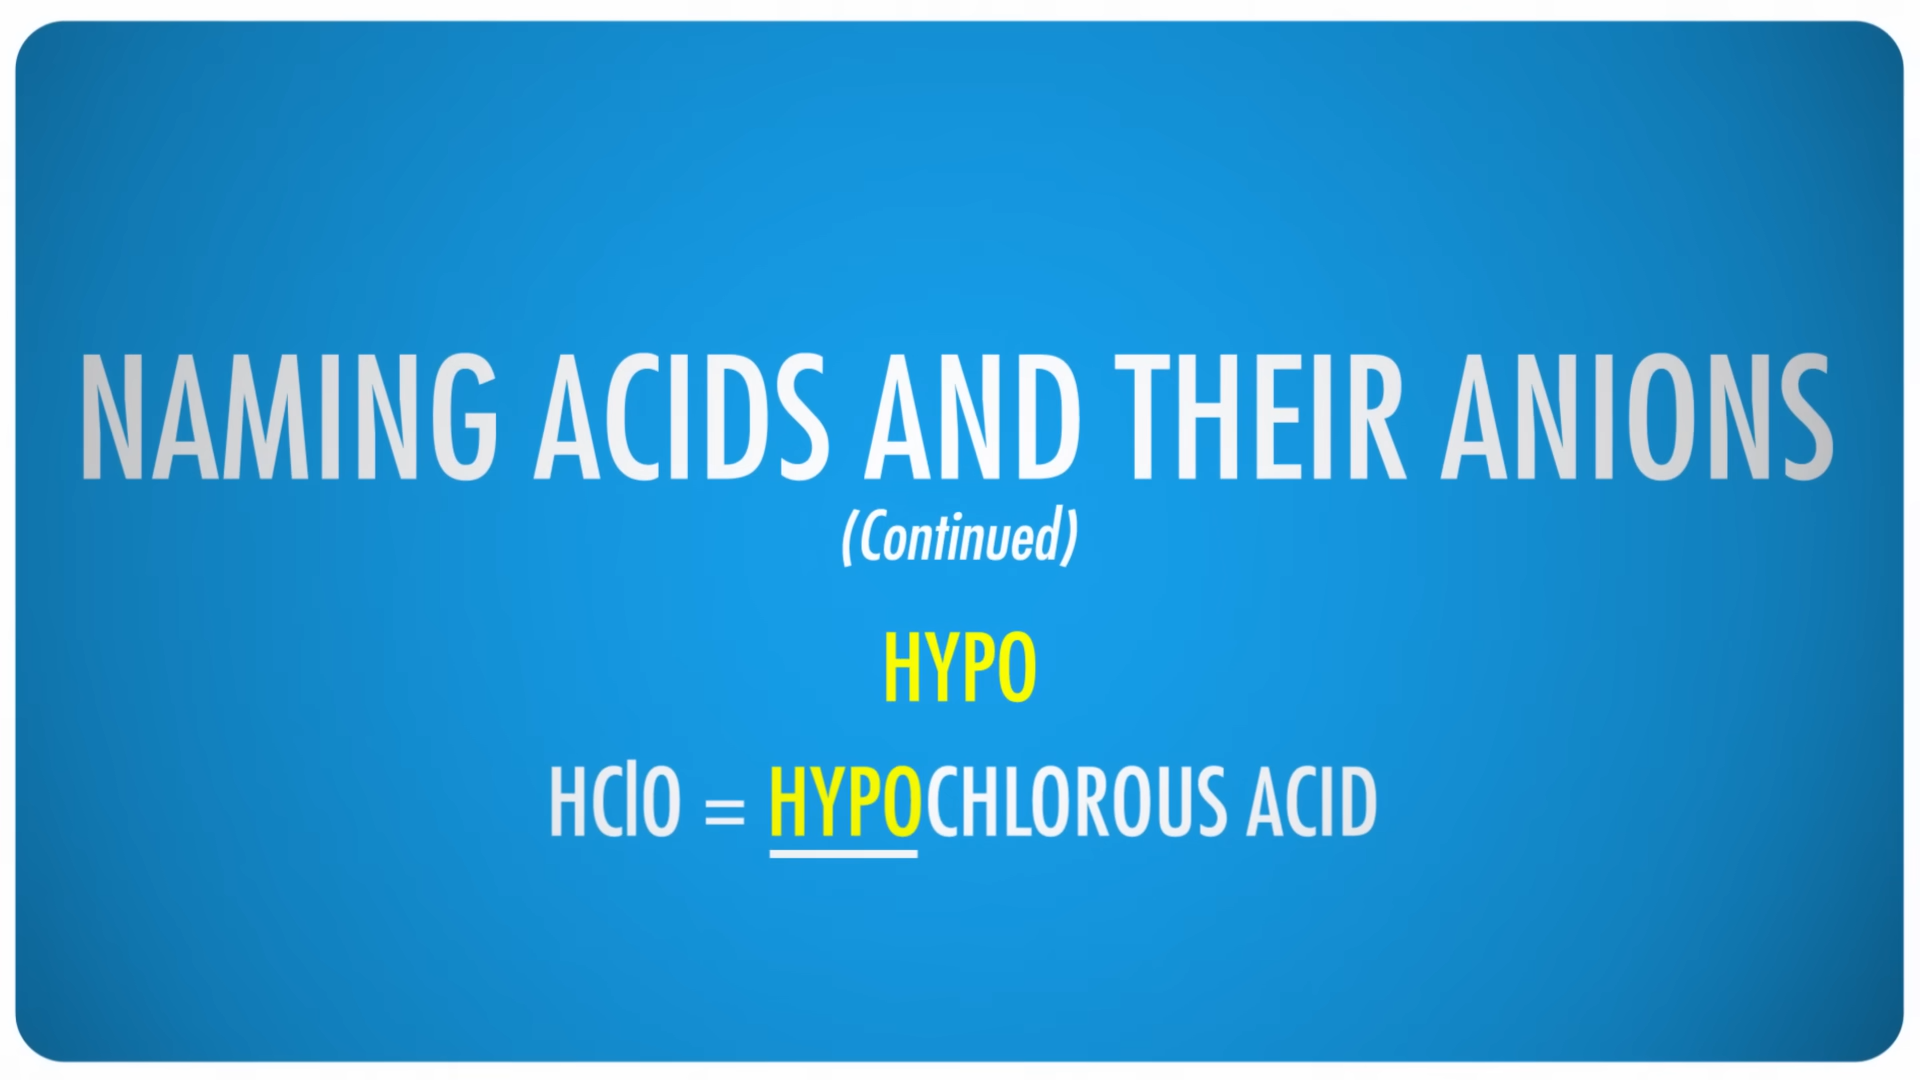 NAMING ACIDS AND THEIR ANIONS
(Continued)
HYPO
HClO = HYPOCHLOROUS ACID